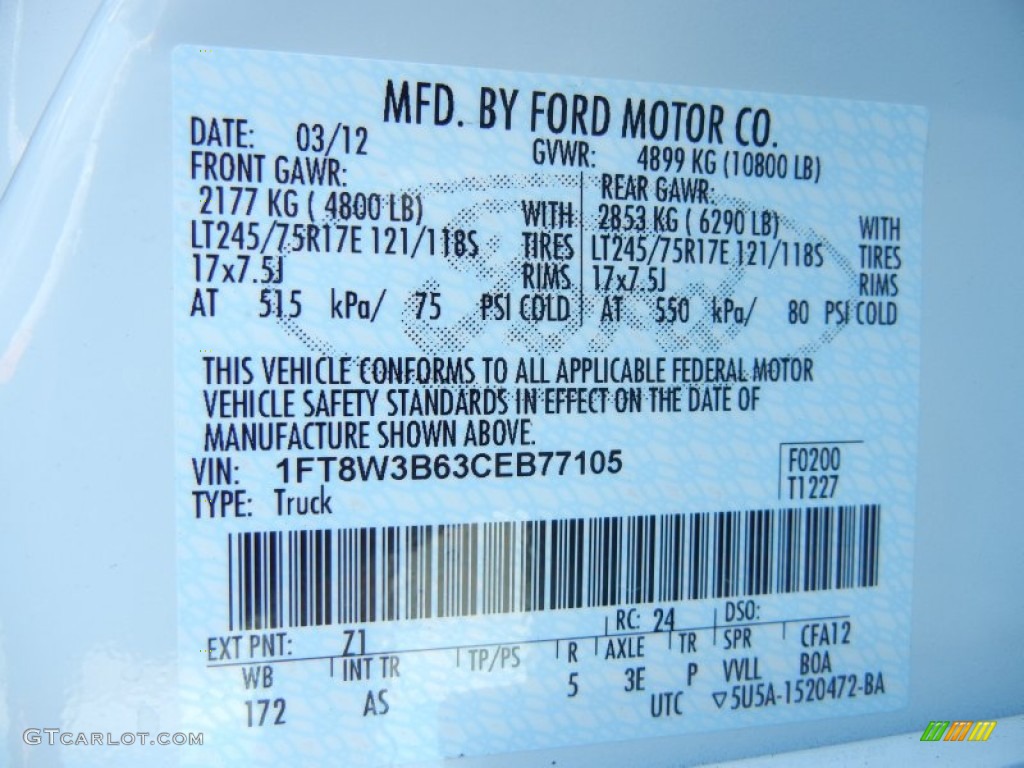 MFD. BY FORD MOTOR CO.
DATE: 03/12 GVWR: 4899 KG (10800 LB)
FRONT GAWR: REAR GAWR:
2177 KG ( 4800 LB) WITH 2853 KG ( 6290 LB) WITH
LT245/75R17E 121/118S TIRES LT245/75R17E 121/118S TIRES
17x7.5J RIMS 17x7.5J RIMS
AT 515 kPa/ 75 PSI COLD AT 550 kPa/ 80 PSI COLD
THIS VEHICLE CONFORMS TO ALL APPLICABLE FEDERAL MOTOR
VEHICLE SAFETY STANDARDS IN EFFECT ON THE DATE OF
MANUFACTURE SHOWN ABOVE.
VIN: 1FT8W3B63CEB77105 F0200
TYPE: Truck T1227
EXT PNT: Z1 RC: 24 DSO:
WB INT TR TP/PS R AXLE TR SPR CFA12
172 AS 5 3E P VVLL BOA
UTC ▽5U5A-1520472-BA
GTCARLOT.COM